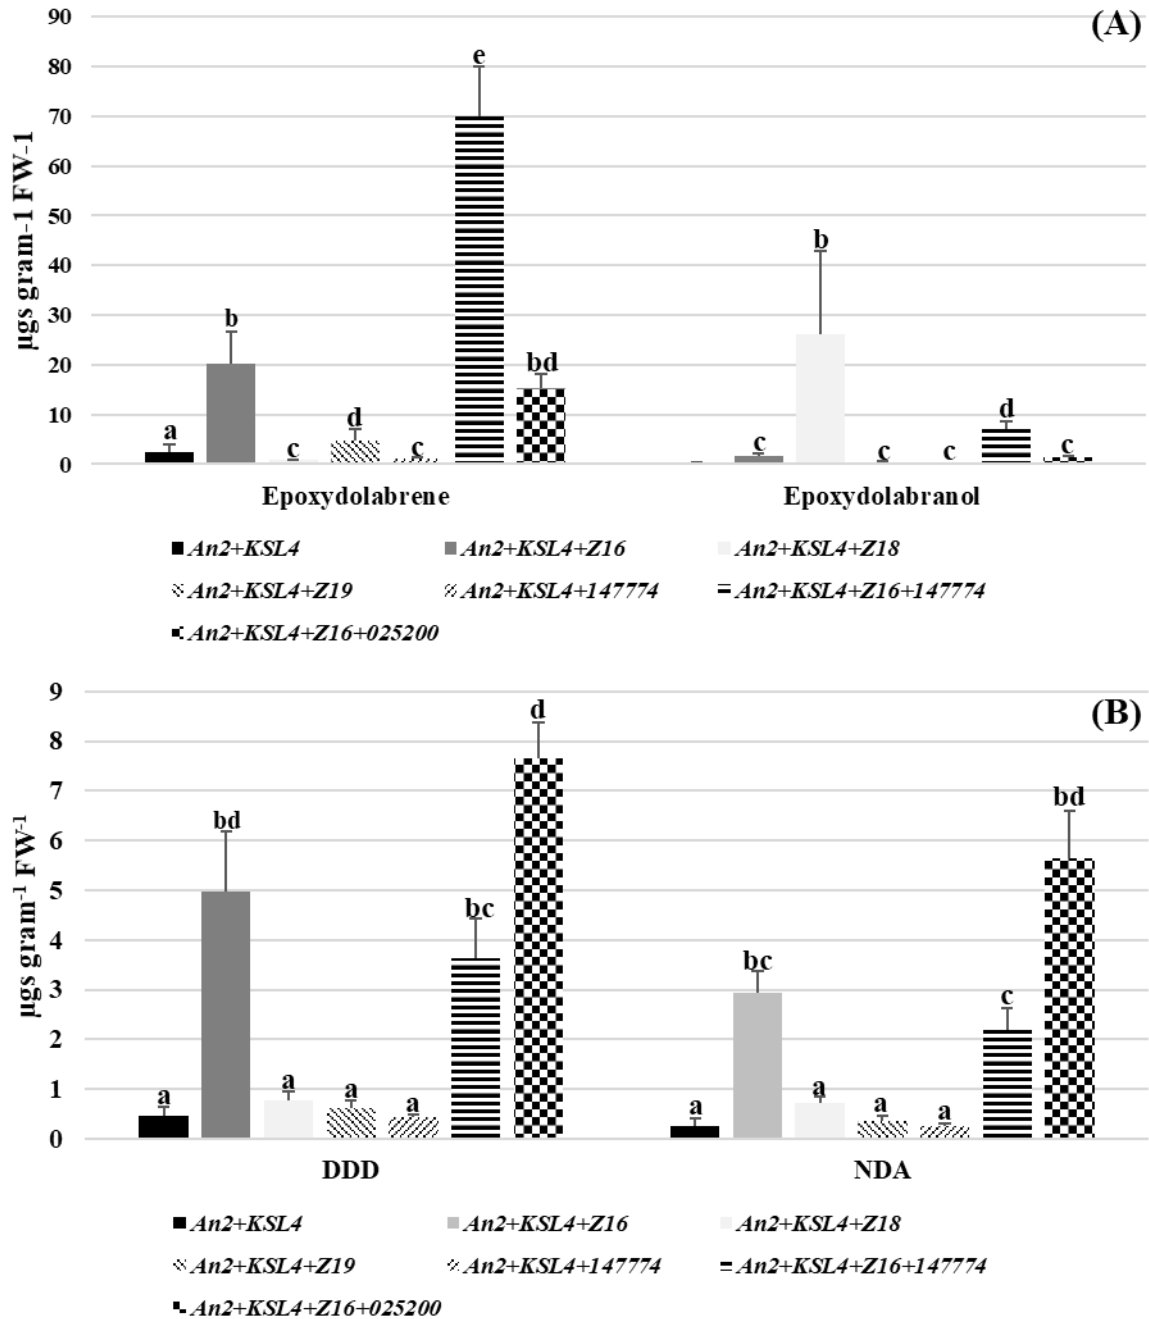 (A)
90
80
70
60
50
40
30
20
10
0
µgs gram-1 FW-1
a
b
c
d
c
e
bd
c
b
c
c
d
c
Epoxydolabrene Epoxydolabranol
An2+KSL4 An2+KSL4+Z16 An2+KSL4+Z18
An2+KSL4+Z19 An2+KSL4+147774 An2+KSL4+Z16+147774
An2+KSL4+Z16+025200
(B)
9
8
7
6
5
4
3
2
1
0
µgs gram⁻¹ FW⁻¹
a
bd
a
a
a
bc
d
a
bc
a
a
a
c
bd
DDD NDA
An2+KSL4 An2+KSL4+Z16 An2+KSL4+Z18
An2+KSL4+Z19 An2+KSL4+147774 An2+KSL4+Z16+147774
An2+KSL4+Z16+025200